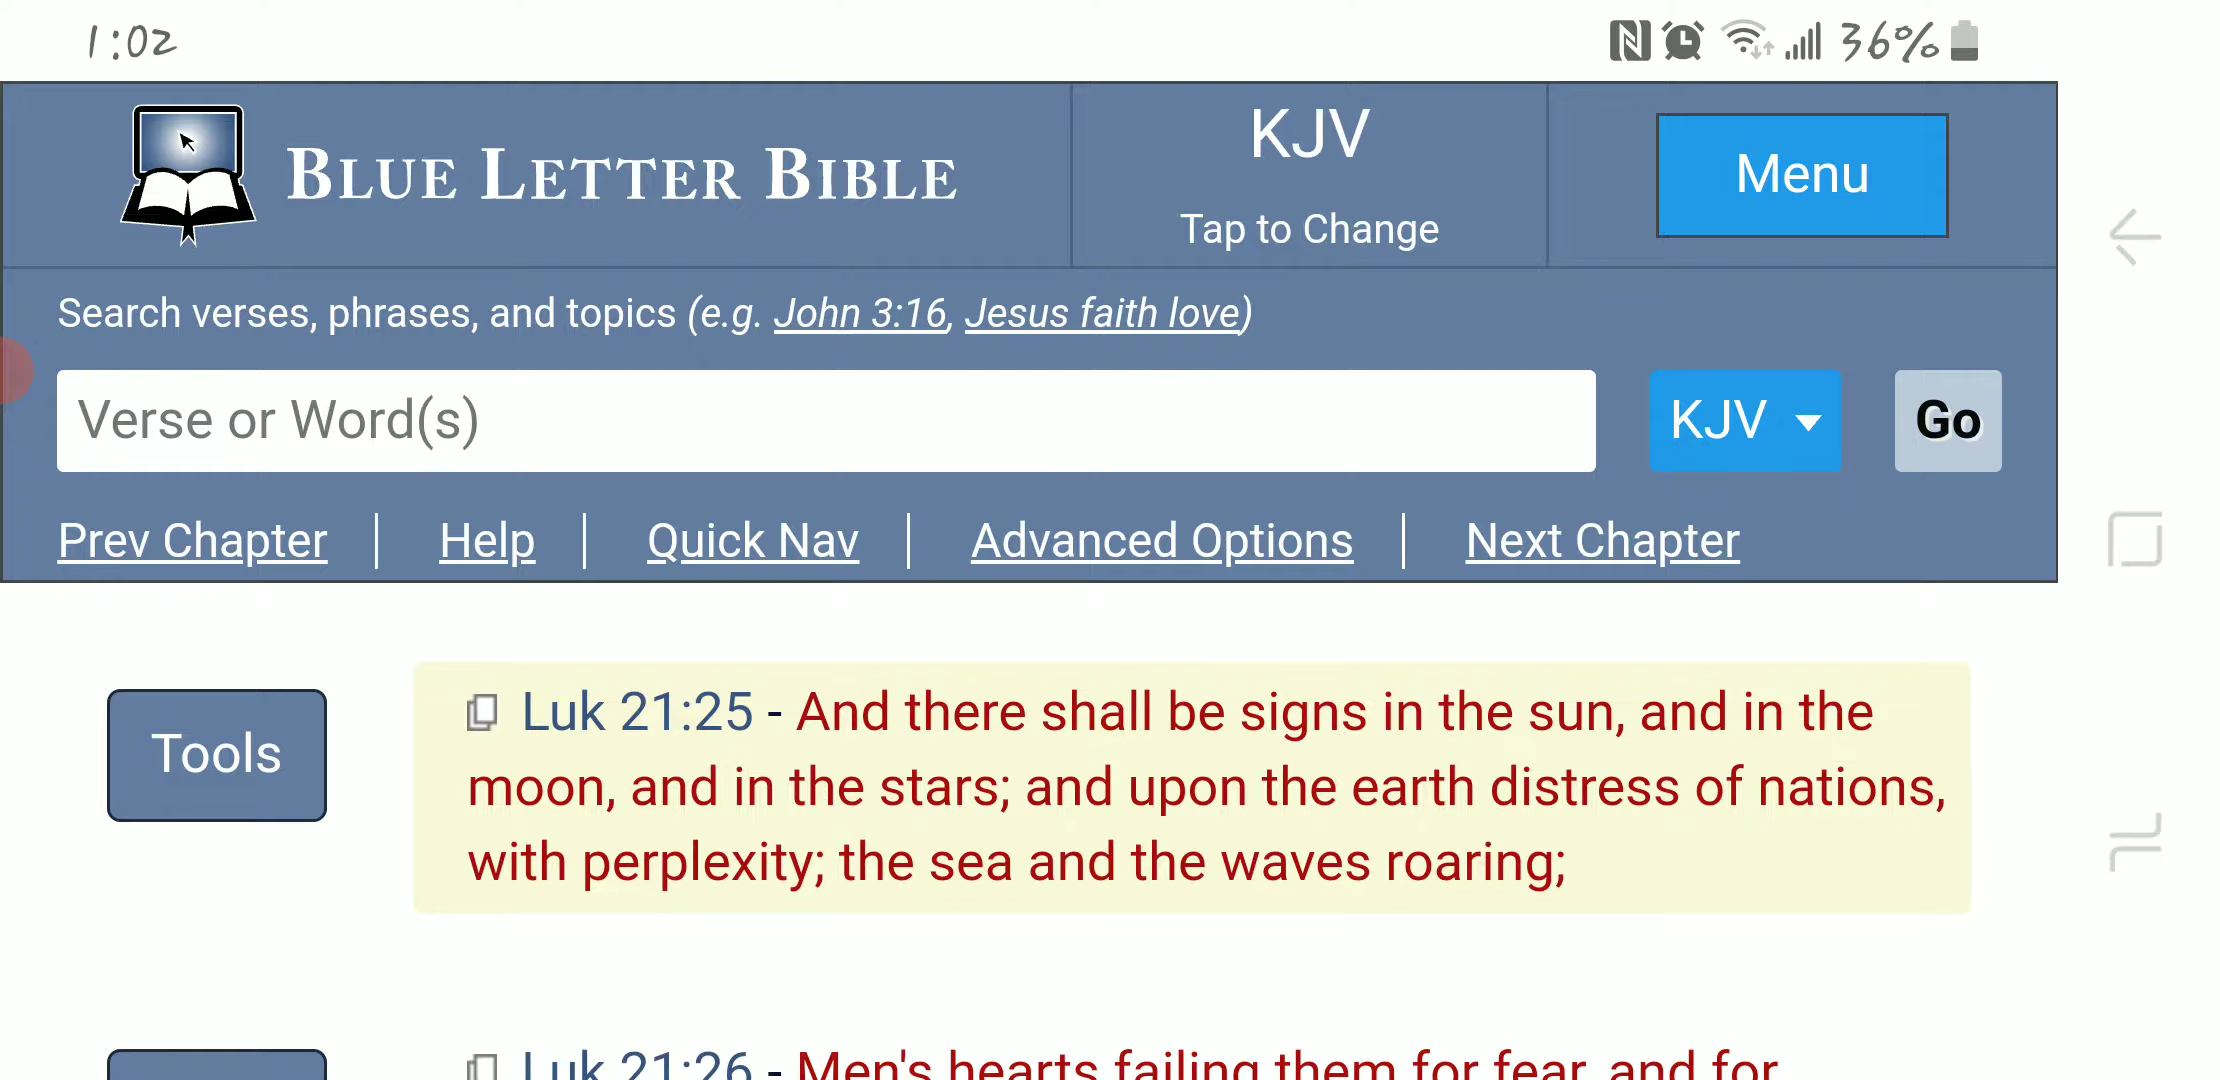 1:02 36%
BLUE LETTER BIBLE
KJV
Tap to Change
Menu
Search verses, phrases, and topics (e.g. John 3:16, Jesus faith love)
Verse or Word(s) KJV Go
Prev Chapter | Help | Quick Nav | Advanced Options | Next Chapter
Tools
Luk 21:25 - And there shall be signs in the sun, and in the
moon, and in the stars; and upon the earth distress of nations,
with perplexity; the sea and the waves roaring;
Luk 21:26 - Men's hearts failing them for fear, and for